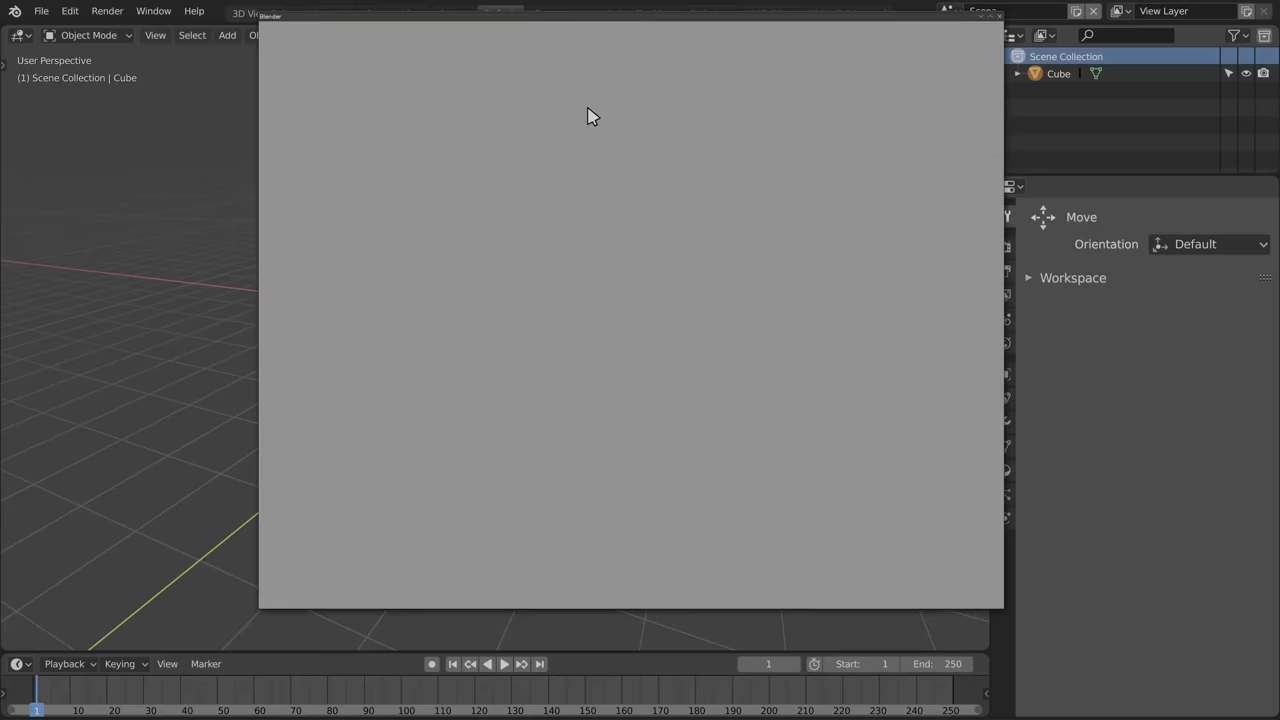 File Edit Render Window Help
Blender
View Layer
Object Mode View Select Add
User Perspective
(1) Scene Collection | Cube
Scene Collection
Cube
Move
Orientation Default
Workspace
Playback Keying View Marker
1 Start: 1 End: 250
1 10 20 30 40 50 60 70 80 90 100 110 120 130 140 150 160 170 180 190 200 210 220 230 240 250